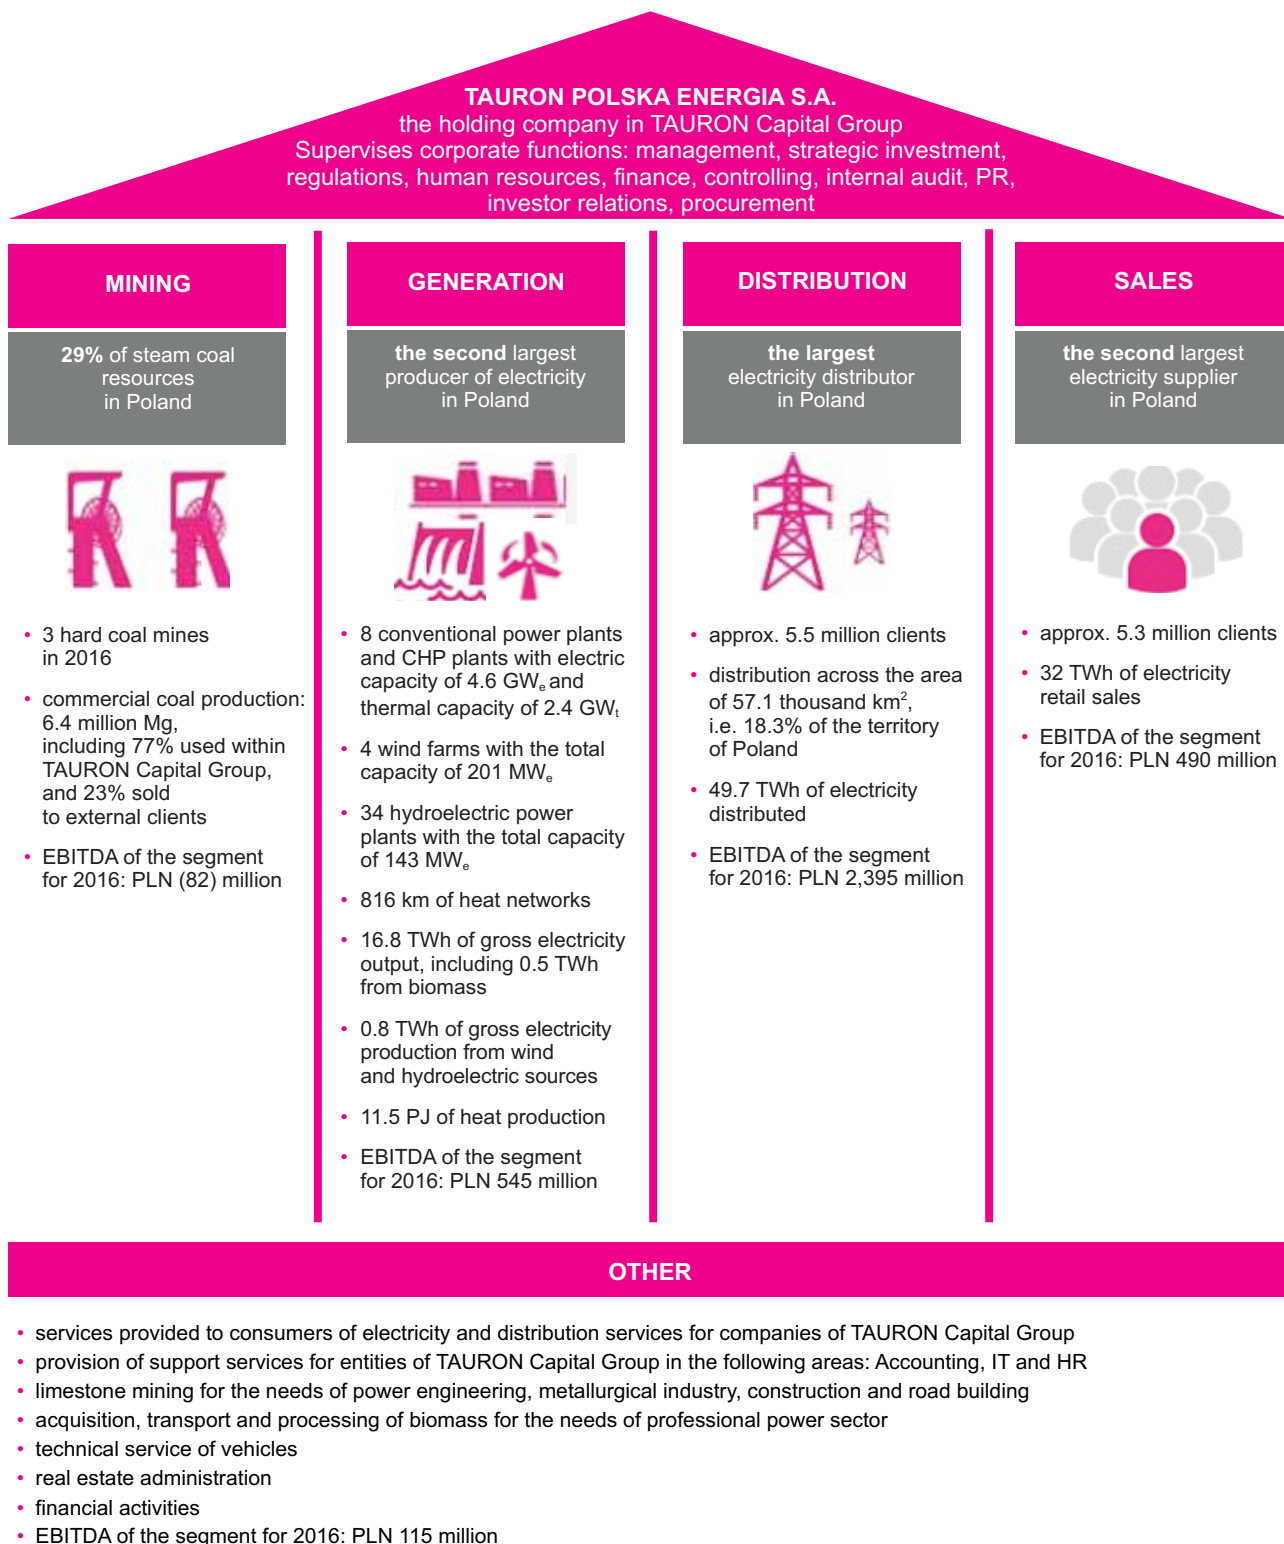 TAURON POLSKA ENERGIA S.A.
the holding company in TAURON Capital Group
Supervises corporate functions: management, strategic investment,
regulations, human resources, finance, controlling, internal audit, PR,
investor relations, procurement
MINING
29% of steam coal
resources
in Poland
• 3 hard coal mines
in 2016
• commercial coal production:
6.4 million Mg,
including 77% used within
TAURON Capital Group,
and 23% sold
to external clients
• EBITDA of the segment
for 2016: PLN (82) million
GENERATION
the second largest
producer of electricity
in Poland
• 8 conventional power plants
and CHP plants with electric
capacity of 4.6 GWₑ and
thermal capacity of 2.4 GWₜ
• 4 wind farms with the total
capacity of 201 MWₑ
• 34 hydroelectric power
plants with the total capacity
of 143 MWₑ
• 816 km of heat networks
• 16.8 TWh of gross electricity
output, including 0.5 TWh
from biomass
• 0.8 TWh of gross electricity
production from wind
and hydroelectric sources
• 11.5 PJ of heat production
• EBITDA of the segment
for 2016: PLN 545 million
DISTRIBUTION
the largest
electricity distributor
in Poland
• approx. 5.5 million clients
• distribution across the area
of 57.1 thousand km²,
i.e. 18.3% of the territory
of Poland
• 49.7 TWh of electricity
distributed
• EBITDA of the segment
for 2016: PLN 2,395 million
SALES
the second largest
electricity supplier
in Poland
• approx. 5.3 million clients
• 32 TWh of electricity
retail sales
• EBITDA of the segment
for 2016: PLN 490 million
OTHER
• services provided to consumers of electricity and distribution services for companies of TAURON Capital Group
• provision of support services for entities of TAURON Capital Group in the following areas: Accounting, IT and HR
• limestone mining for the needs of power engineering, metallurgical industry, construction and road building
• acquisition, transport and processing of biomass for the needs of professional power sector
• technical service of vehicles
• real estate administration
• financial activities
• EBITDA of the segment for 2016: PLN 115 million